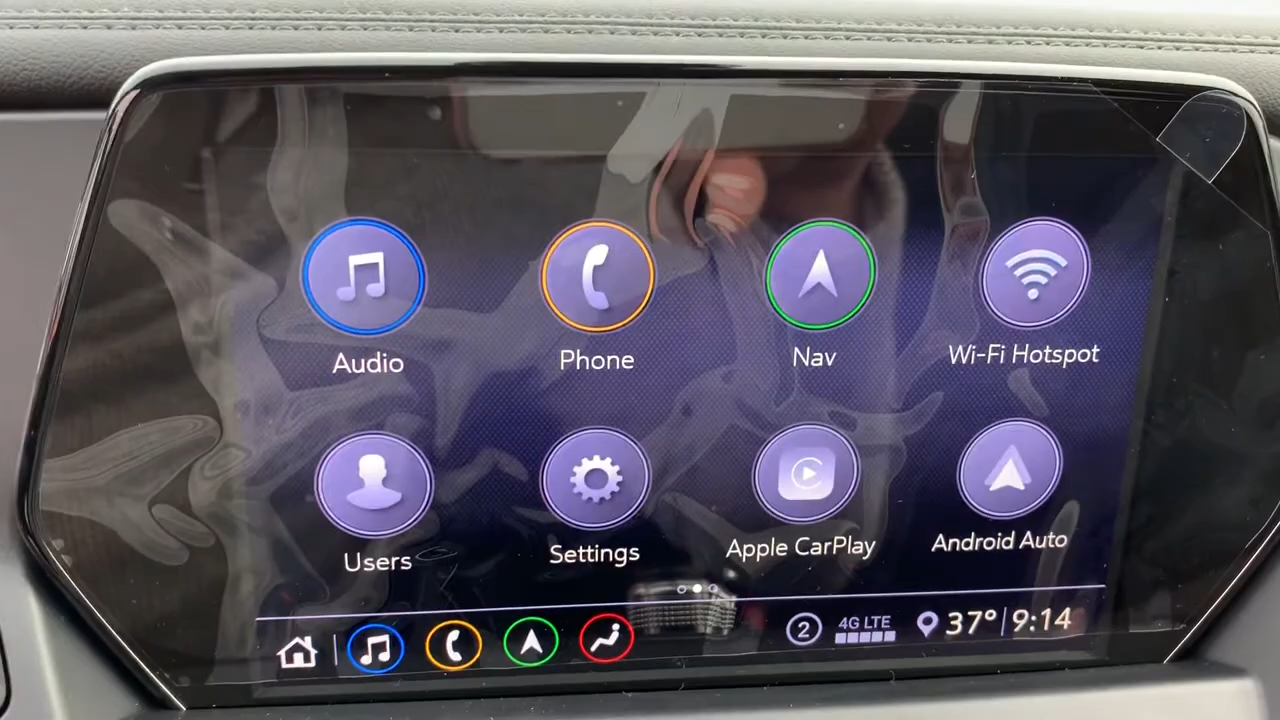 Audio
Phone
Nav
Wi-Fi Hotspot
Users
Settings
Apple CarPlay
Android Auto
2
4G LTE
37°
9:14